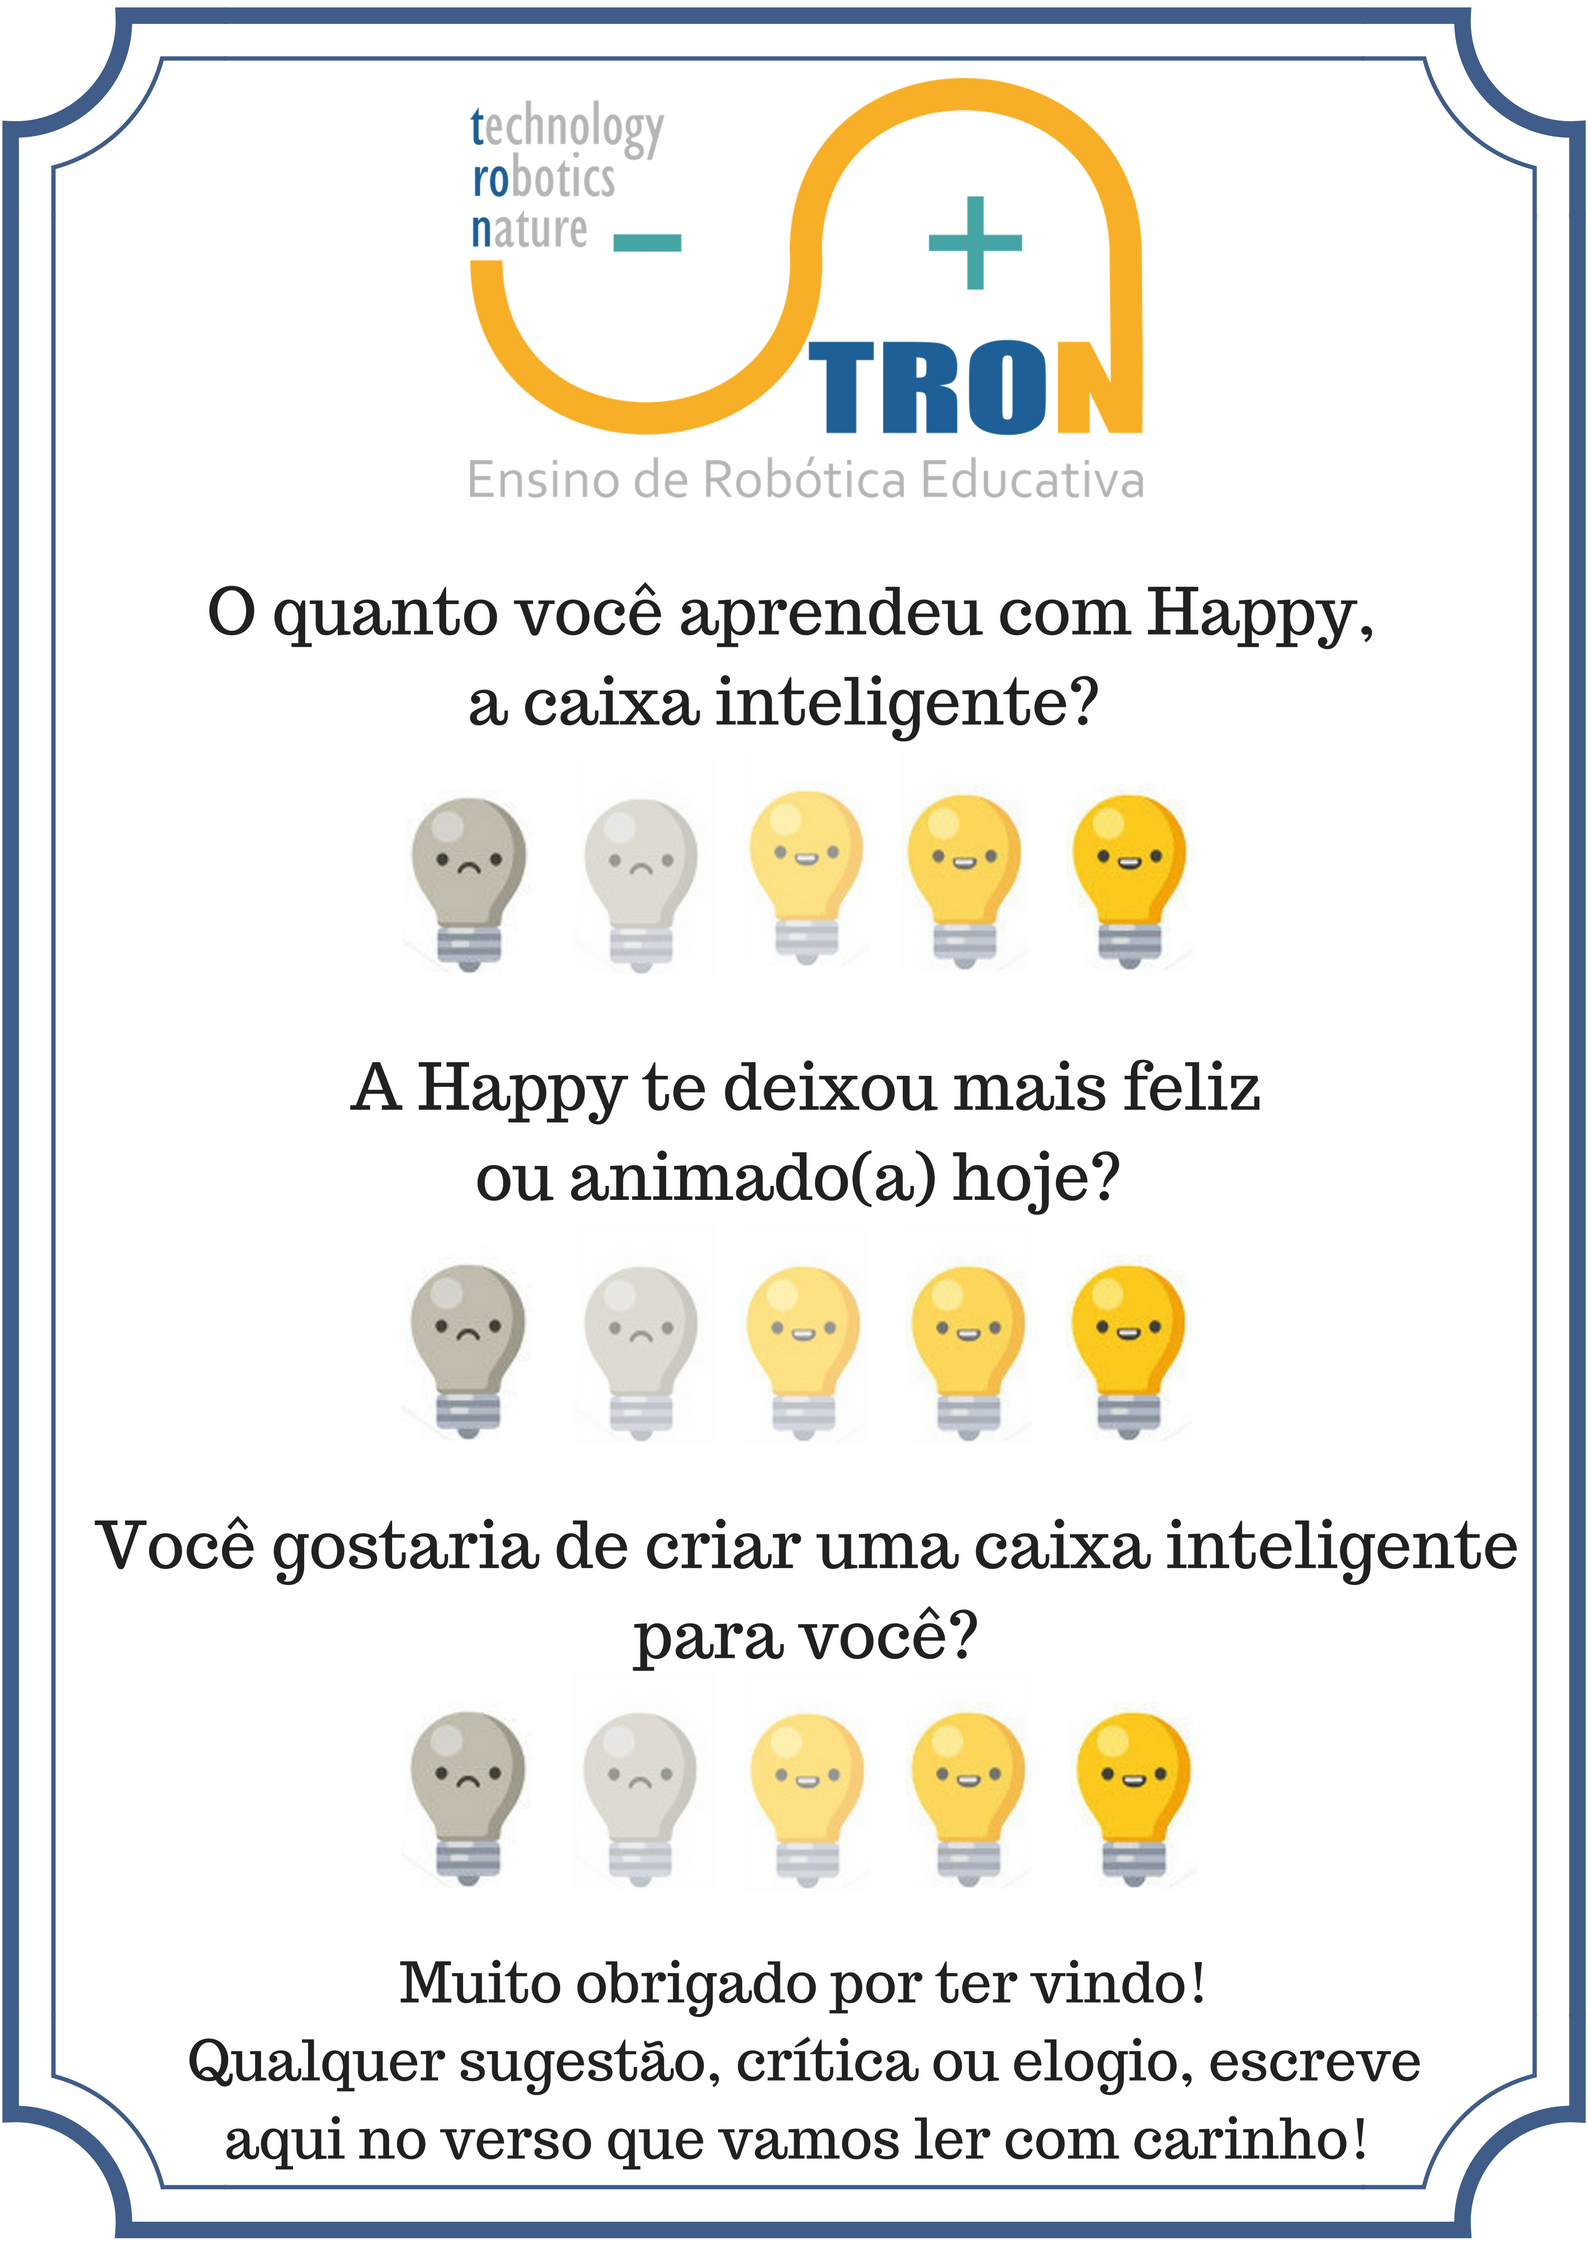 technology
robotics
nature
TRON
Ensino de Robótica Educativa
O quanto você aprendeu com Happy,
a caixa inteligente?
A Happy te deixou mais feliz
ou animado(a) hoje?
Você gostaria de criar uma caixa inteligente
para você?
Muito obrigado por ter vindo!
Qualquer sugestão, crítica ou elogio, escreve
aqui no verso que vamos ler com carinho!